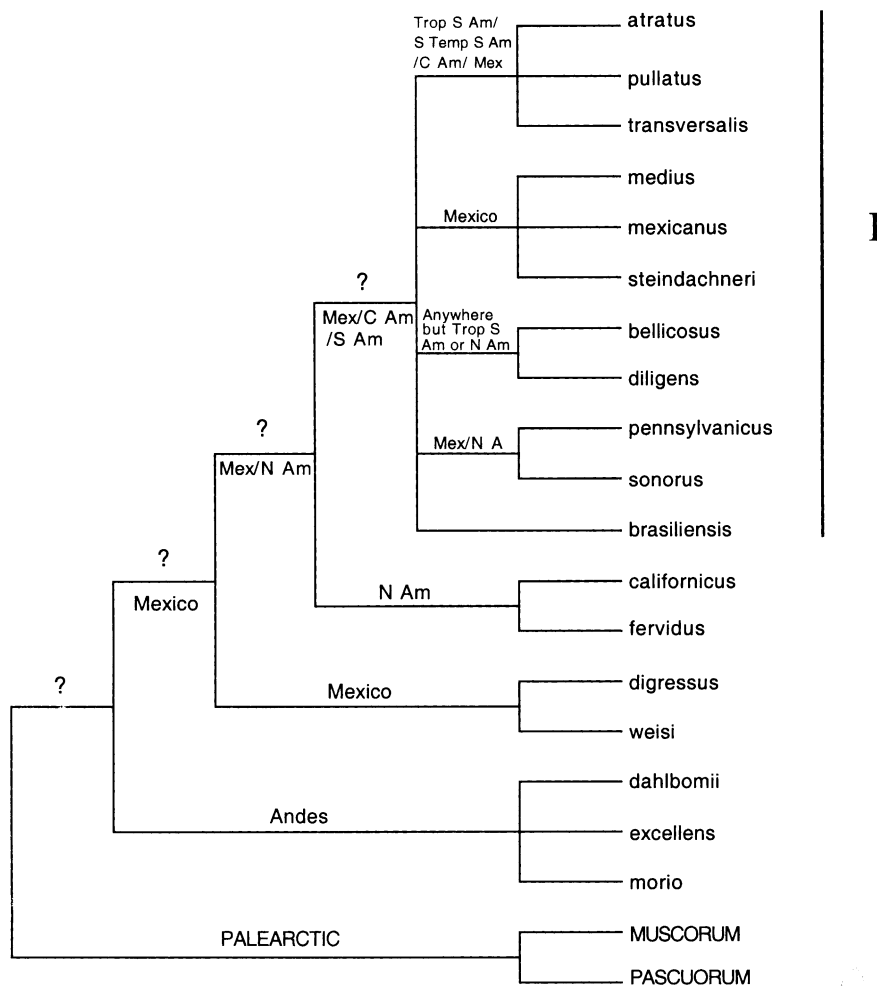 Trop S Am/
S Temp S Am
/C Am/ Mex
atratus
pullatus
transversalis
medius
Mexico
mexicanus
steindachneri
?
Mex/C Am
/S Am
Anywhere
but Trop S
Am or N Am
bellicosus
diligens
?
Mex/N Am
Mex/N A
pennsylvanicus
sonorus
brasiliensis
?
Mexico
N Am
californicus
fervidus
?
Mexico
digressus
weisi
Andes
dahlbomii
excellens
morio
PALEARCTIC
MUSCORUM
PASCUORUM